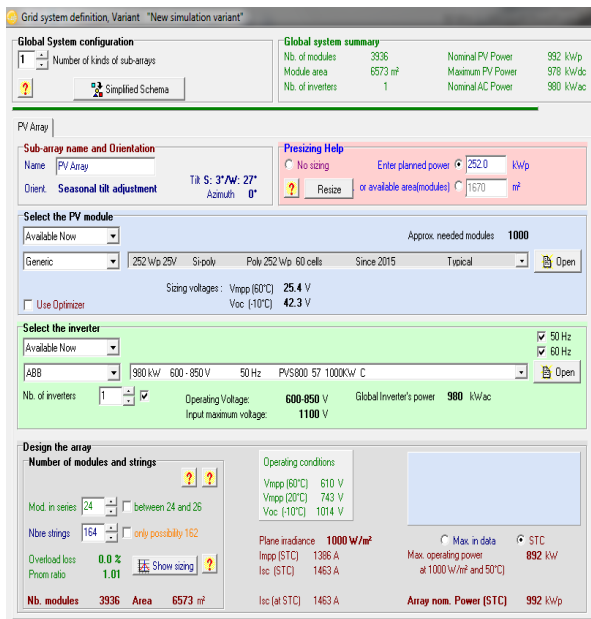 Grid system definition, Variant "New simulation variant"
Global System configuration
1 Number of kinds of sub-arrays
? Simplified Schema
Global system summary
Nb. of modules 3936 Nominal PV Power 992 kWp
Module area 6573 m² Maximum PV Power 978 kWdc
Nb. of inverters 1 Nominal AC Power 980 kWac
PV Array
Sub-array name and Orientation
Name PV Array
Orient. Seasonal tilt adjustment Tilt S: 3°/W: 27°
Azimuth 0°
Presizing Help
No sizing Enter planned power 252.0 kWp
? Resize or available area(modules) 1670 m²
Select the PV module
Available Now Approx. needed modules 1000
Generic 252 Wp 25V Si-poly Poly 252 Wp 60 cells Since 2015 Typical Open
Sizing voltages : Vmpp (60°C) 25.4 V
Use Optimizer Voc (-10°C) 42.3 V
Select the inverter
Available Now 50 Hz
60 Hz
ABB 980 kW 600 - 850 V 50 Hz PVS800 57 1000KW C Open
Nb. of inverters 1 Operating Voltage: 600-850 V Global Inverter's power 980 kWac
Input maximum voltage: 1100 V
Design the array
Number of modules and strings
? ?
Mod. in series 24 between 24 and 26
Nbre strings 164 only possibility 162
Overload loss 0.0 %
Pnom ratio 1.01 Show sizing ?
Nb. modules 3936 Area 6573 m²
Operating conditions
Vmpp (60°C) 610 V
Vmpp (20°C) 743 V
Voc (-10°C) 1014 V
Plane irradiance 1000 W/m²
Impp (STC) 1386 A
Isc (STC) 1463 A
Isc (at STC) 1463 A
Max. in data STC
Max. operating power 892 kW
at 1000 W/m² and 50°C)
Array nom. Power (STC) 992 kWp